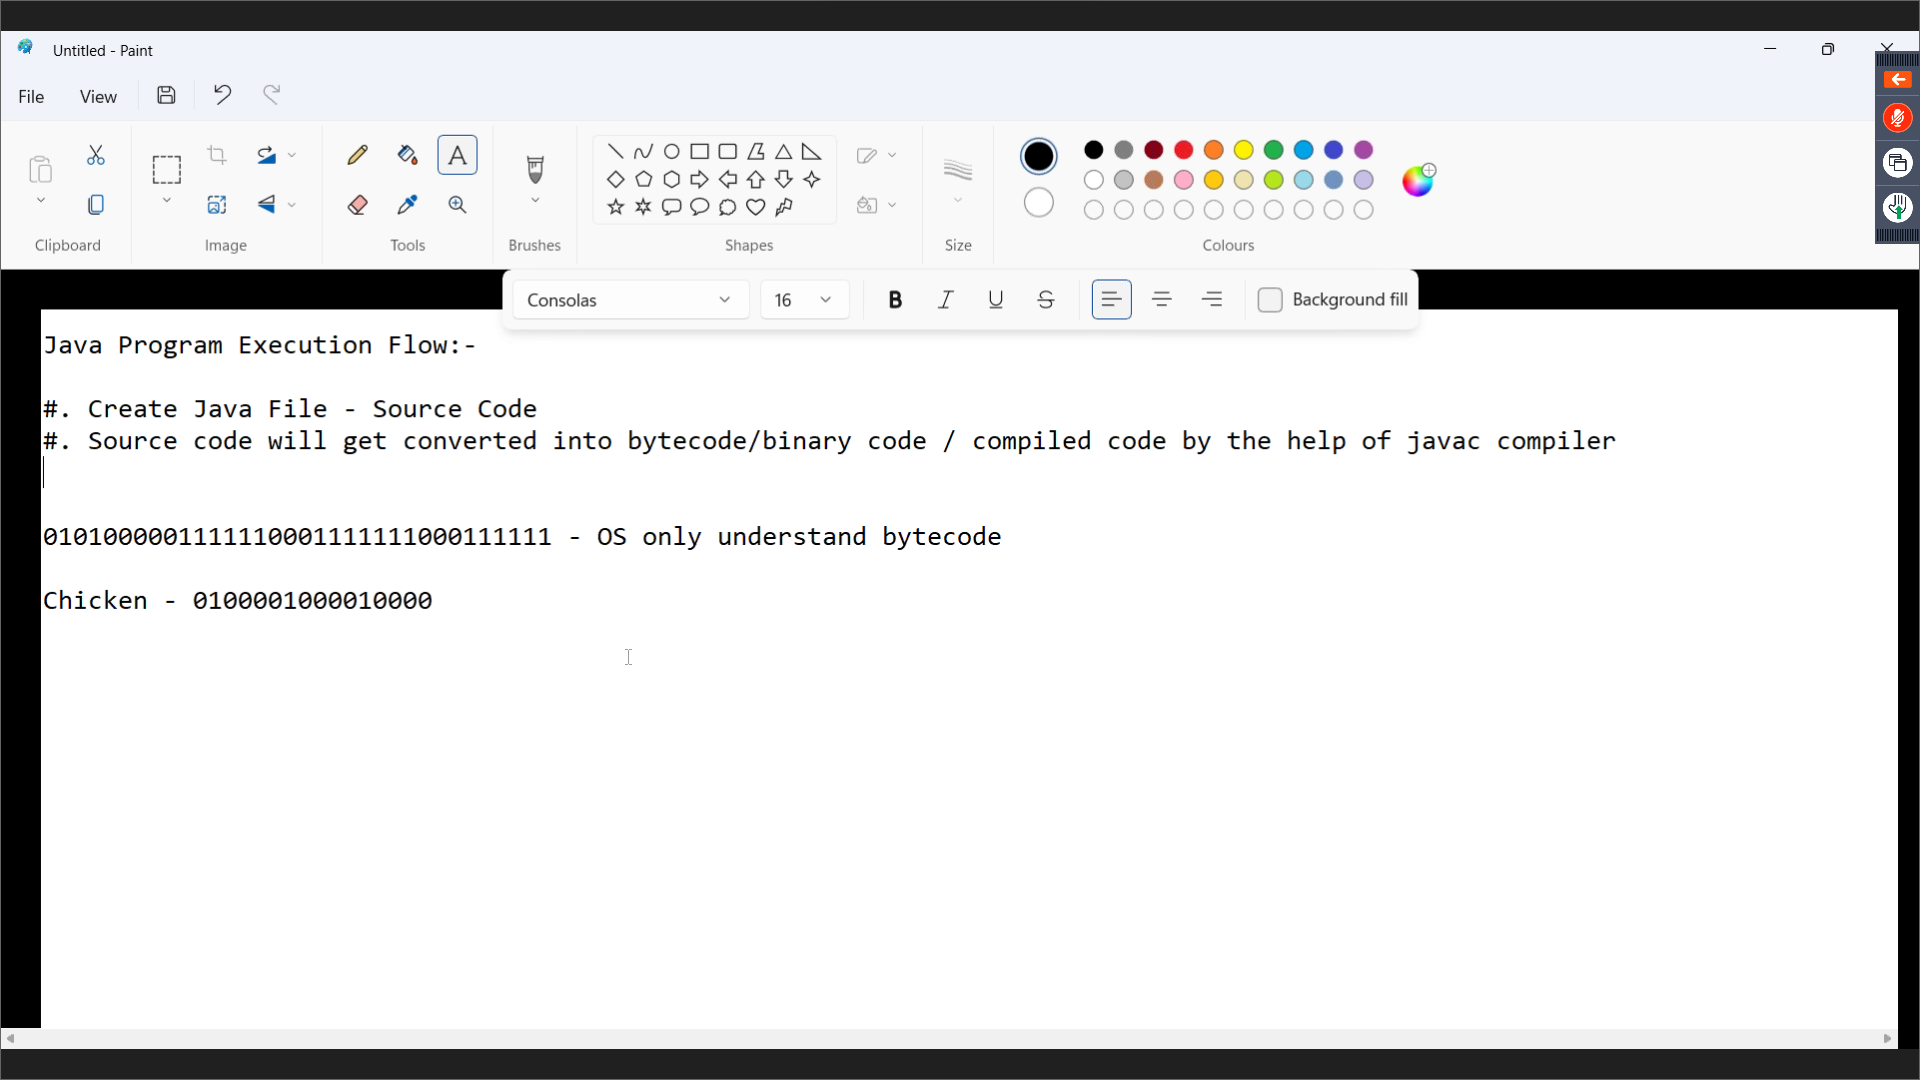 Untitled - Paint
File View
Clipboard Image Tools Brushes Shapes Size Colours
Consolas 16 B I U S Background fill
Java Program Execution Flow:-
#. Create Java File - Source Code
#. Source code will get converted into bytecode/binary code / compiled code by the help of javac compiler
0101000001111110001111111000111111 - OS only understand bytecode
Chicken - 0100001000010000